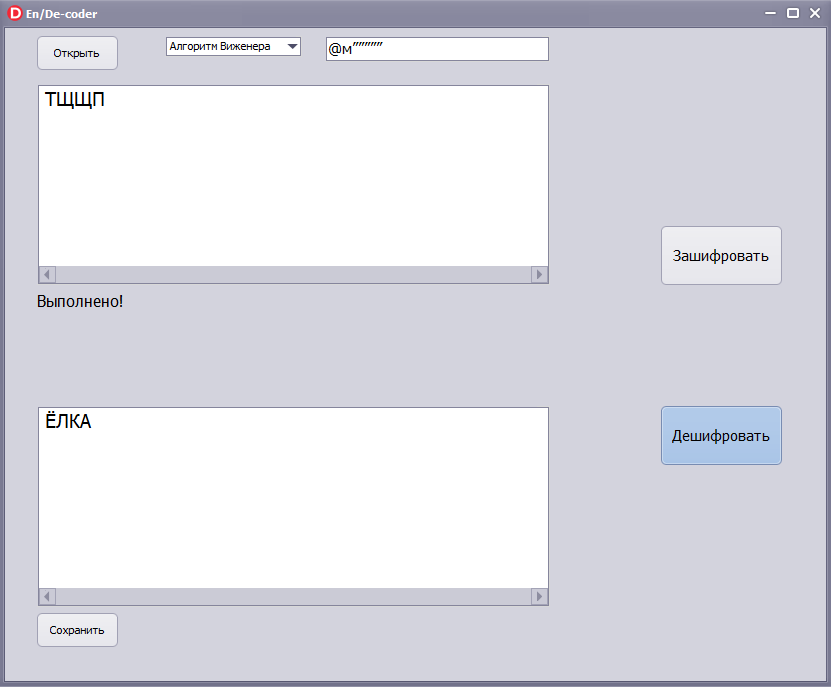 D En/De-coder
Открыть
Алгоритм Виженера
@м""""""
ТЩЩП
Зашифровать
Выполнено!
ЁЛКА
Дешифровать
Сохранить